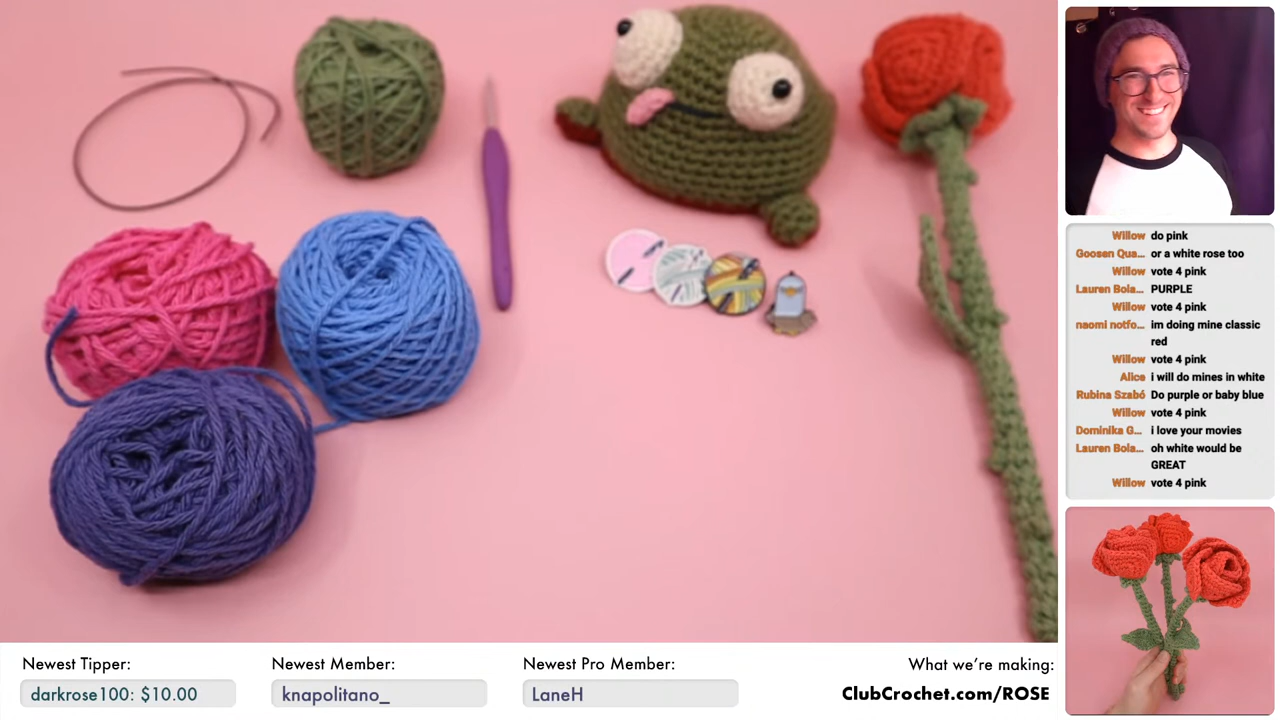 Willow do pink
Goosen Qua... or a white rose too
Willow vote 4 pink
Lauren Bola... PURPLE
Willow vote 4 pink
naomi notfo... im doing mine classic
red
Willow vote 4 pink
Alice i will do mines in white
Rubina Szabó Do purple or baby blue
Willow vote 4 pink
Dominika G... i love your movies
Lauren Bola... oh white would be
GREAT
Willow vote 4 pink
Newest Tipper:
darkrose100: $10.00
Newest Member:
knapolitano_
Newest Pro Member:
LaneH
What we're making:
ClubCrochet.com/ROSE